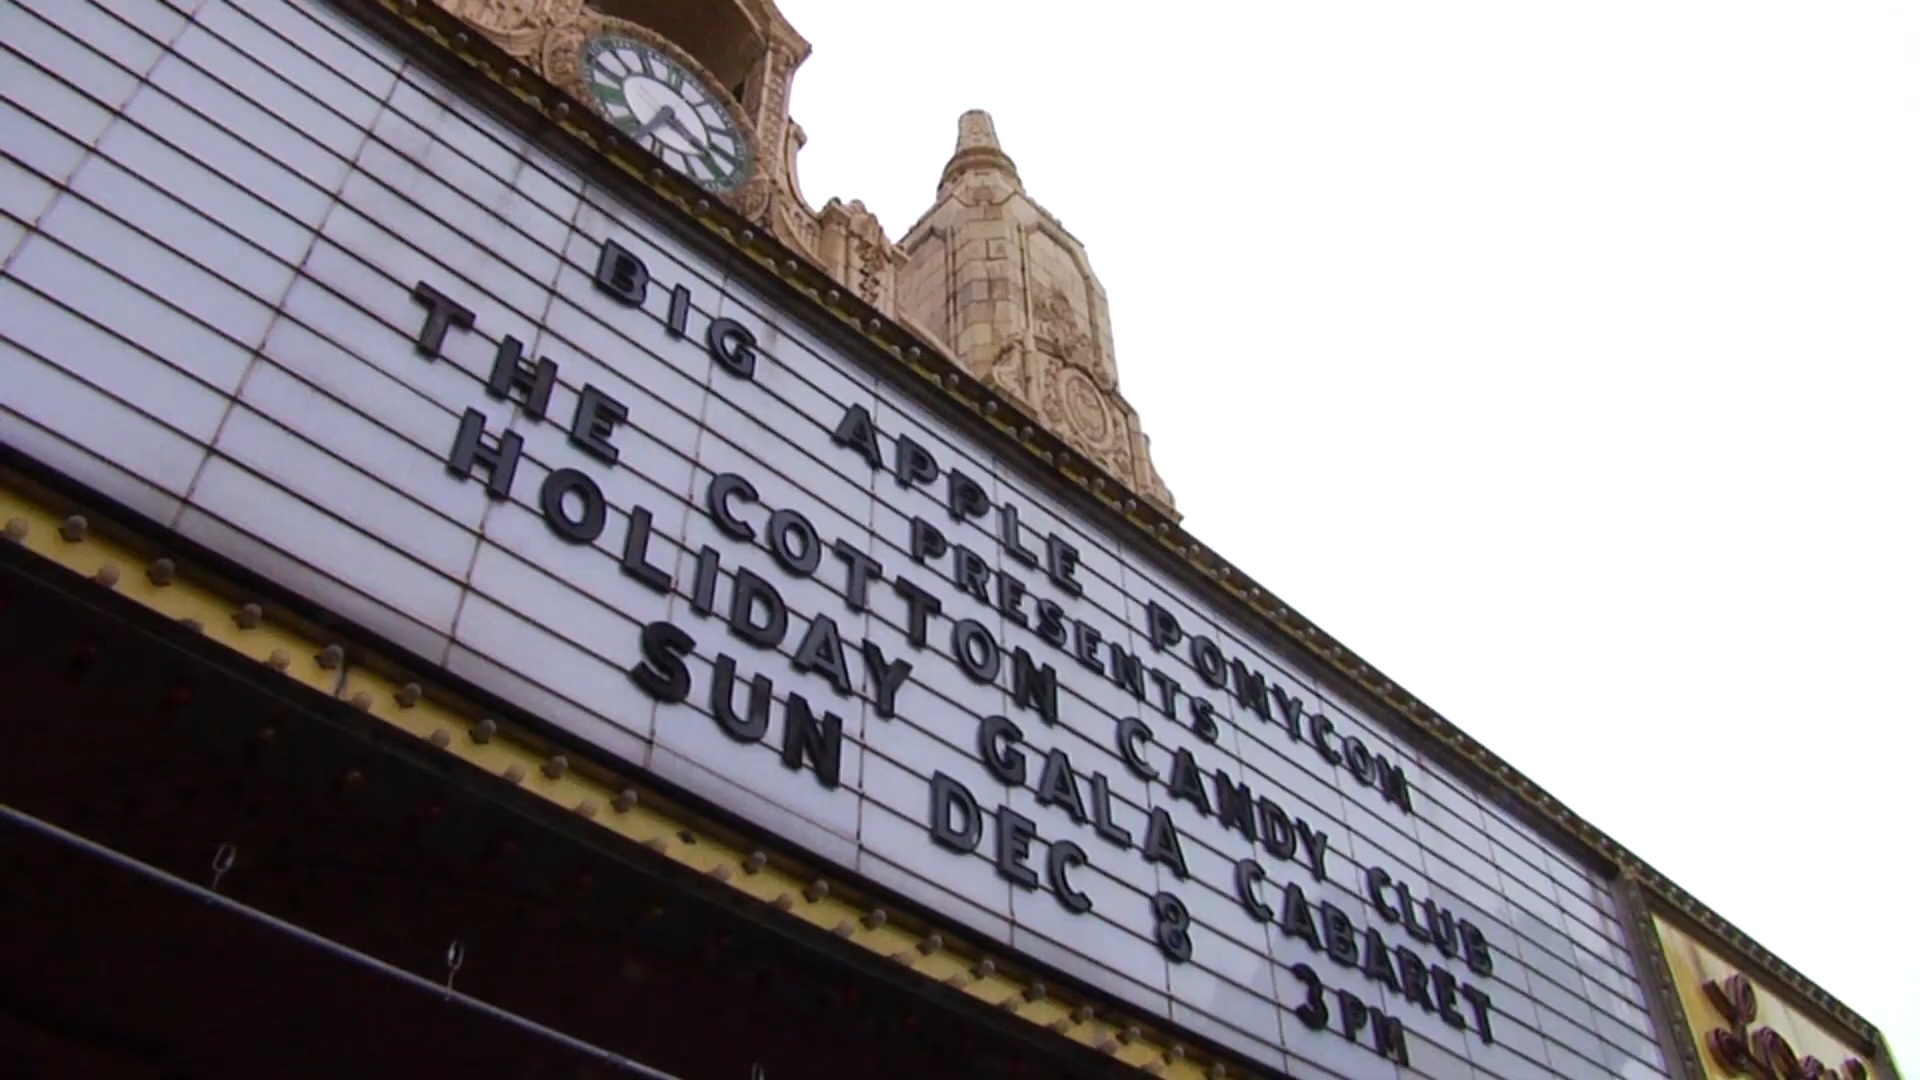 BIG APPLE PONYCON
PRESENTS
THE COTTON CANDY CLUB
HOLIDAY GALA CABARET
SUN DEC 8 3PM